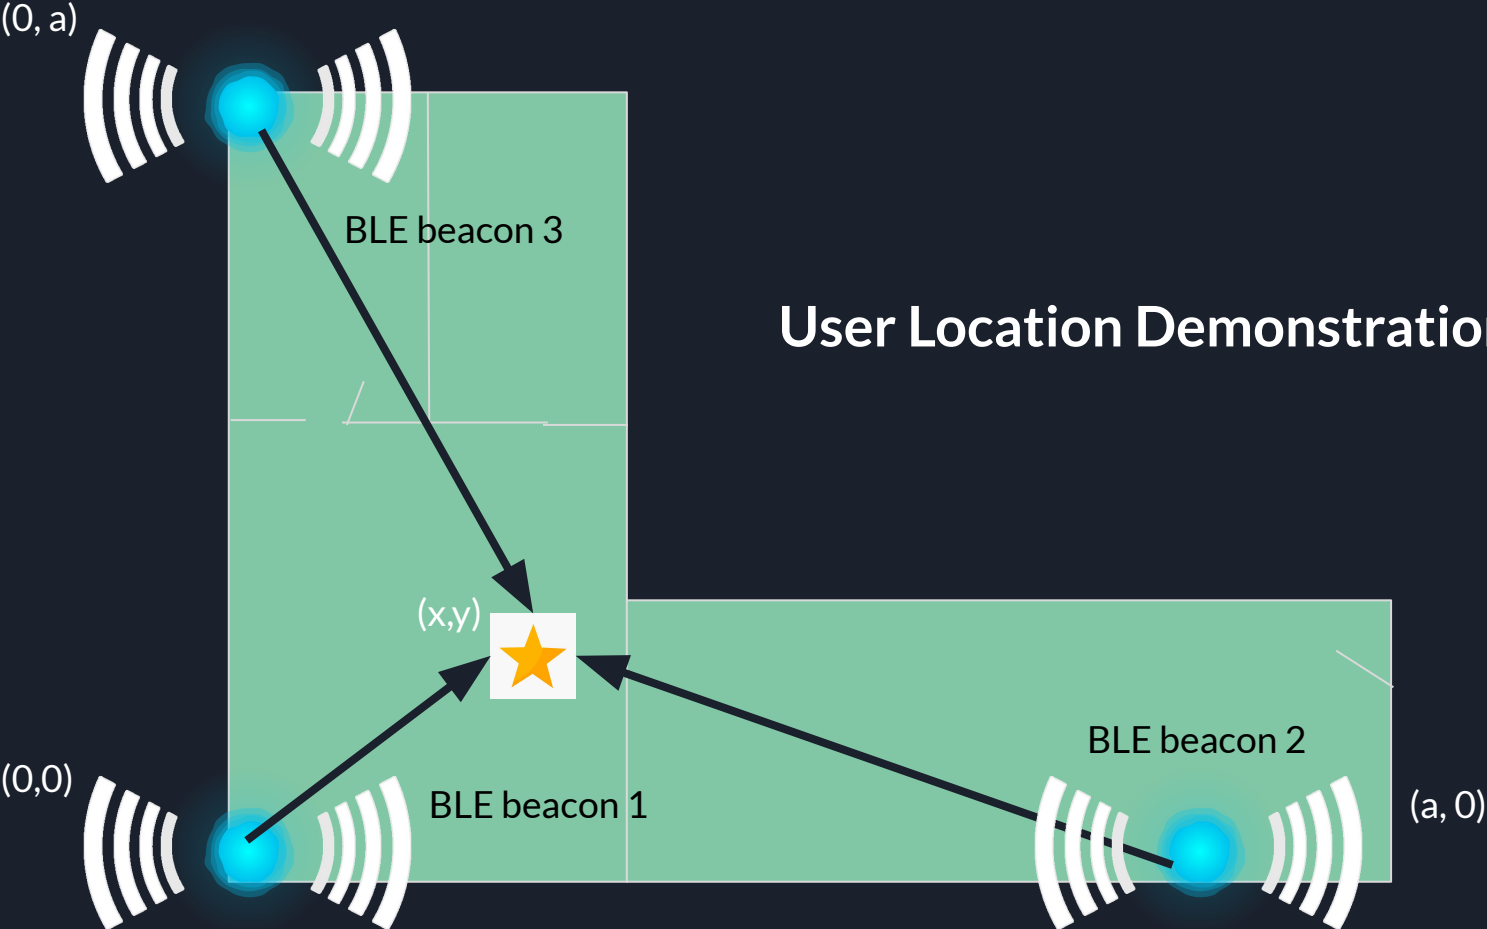 (0, a)
BLE beacon 3
User Location Demonstratio
(x,y)
BLE beacon 2
(0,0)
BLE beacon 1
(a, 0)